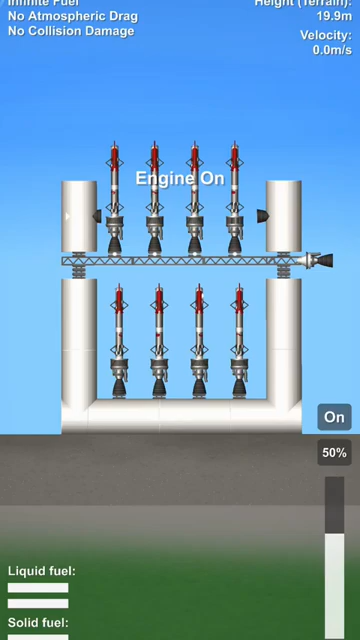 Infinite Fuel
No Atmospheric Drag
No Collision Damage
Height (Terrain):
19.9m
Velocity:
0.0m/s
Engine On
On
50%
Liquid fuel:
Solid fuel: